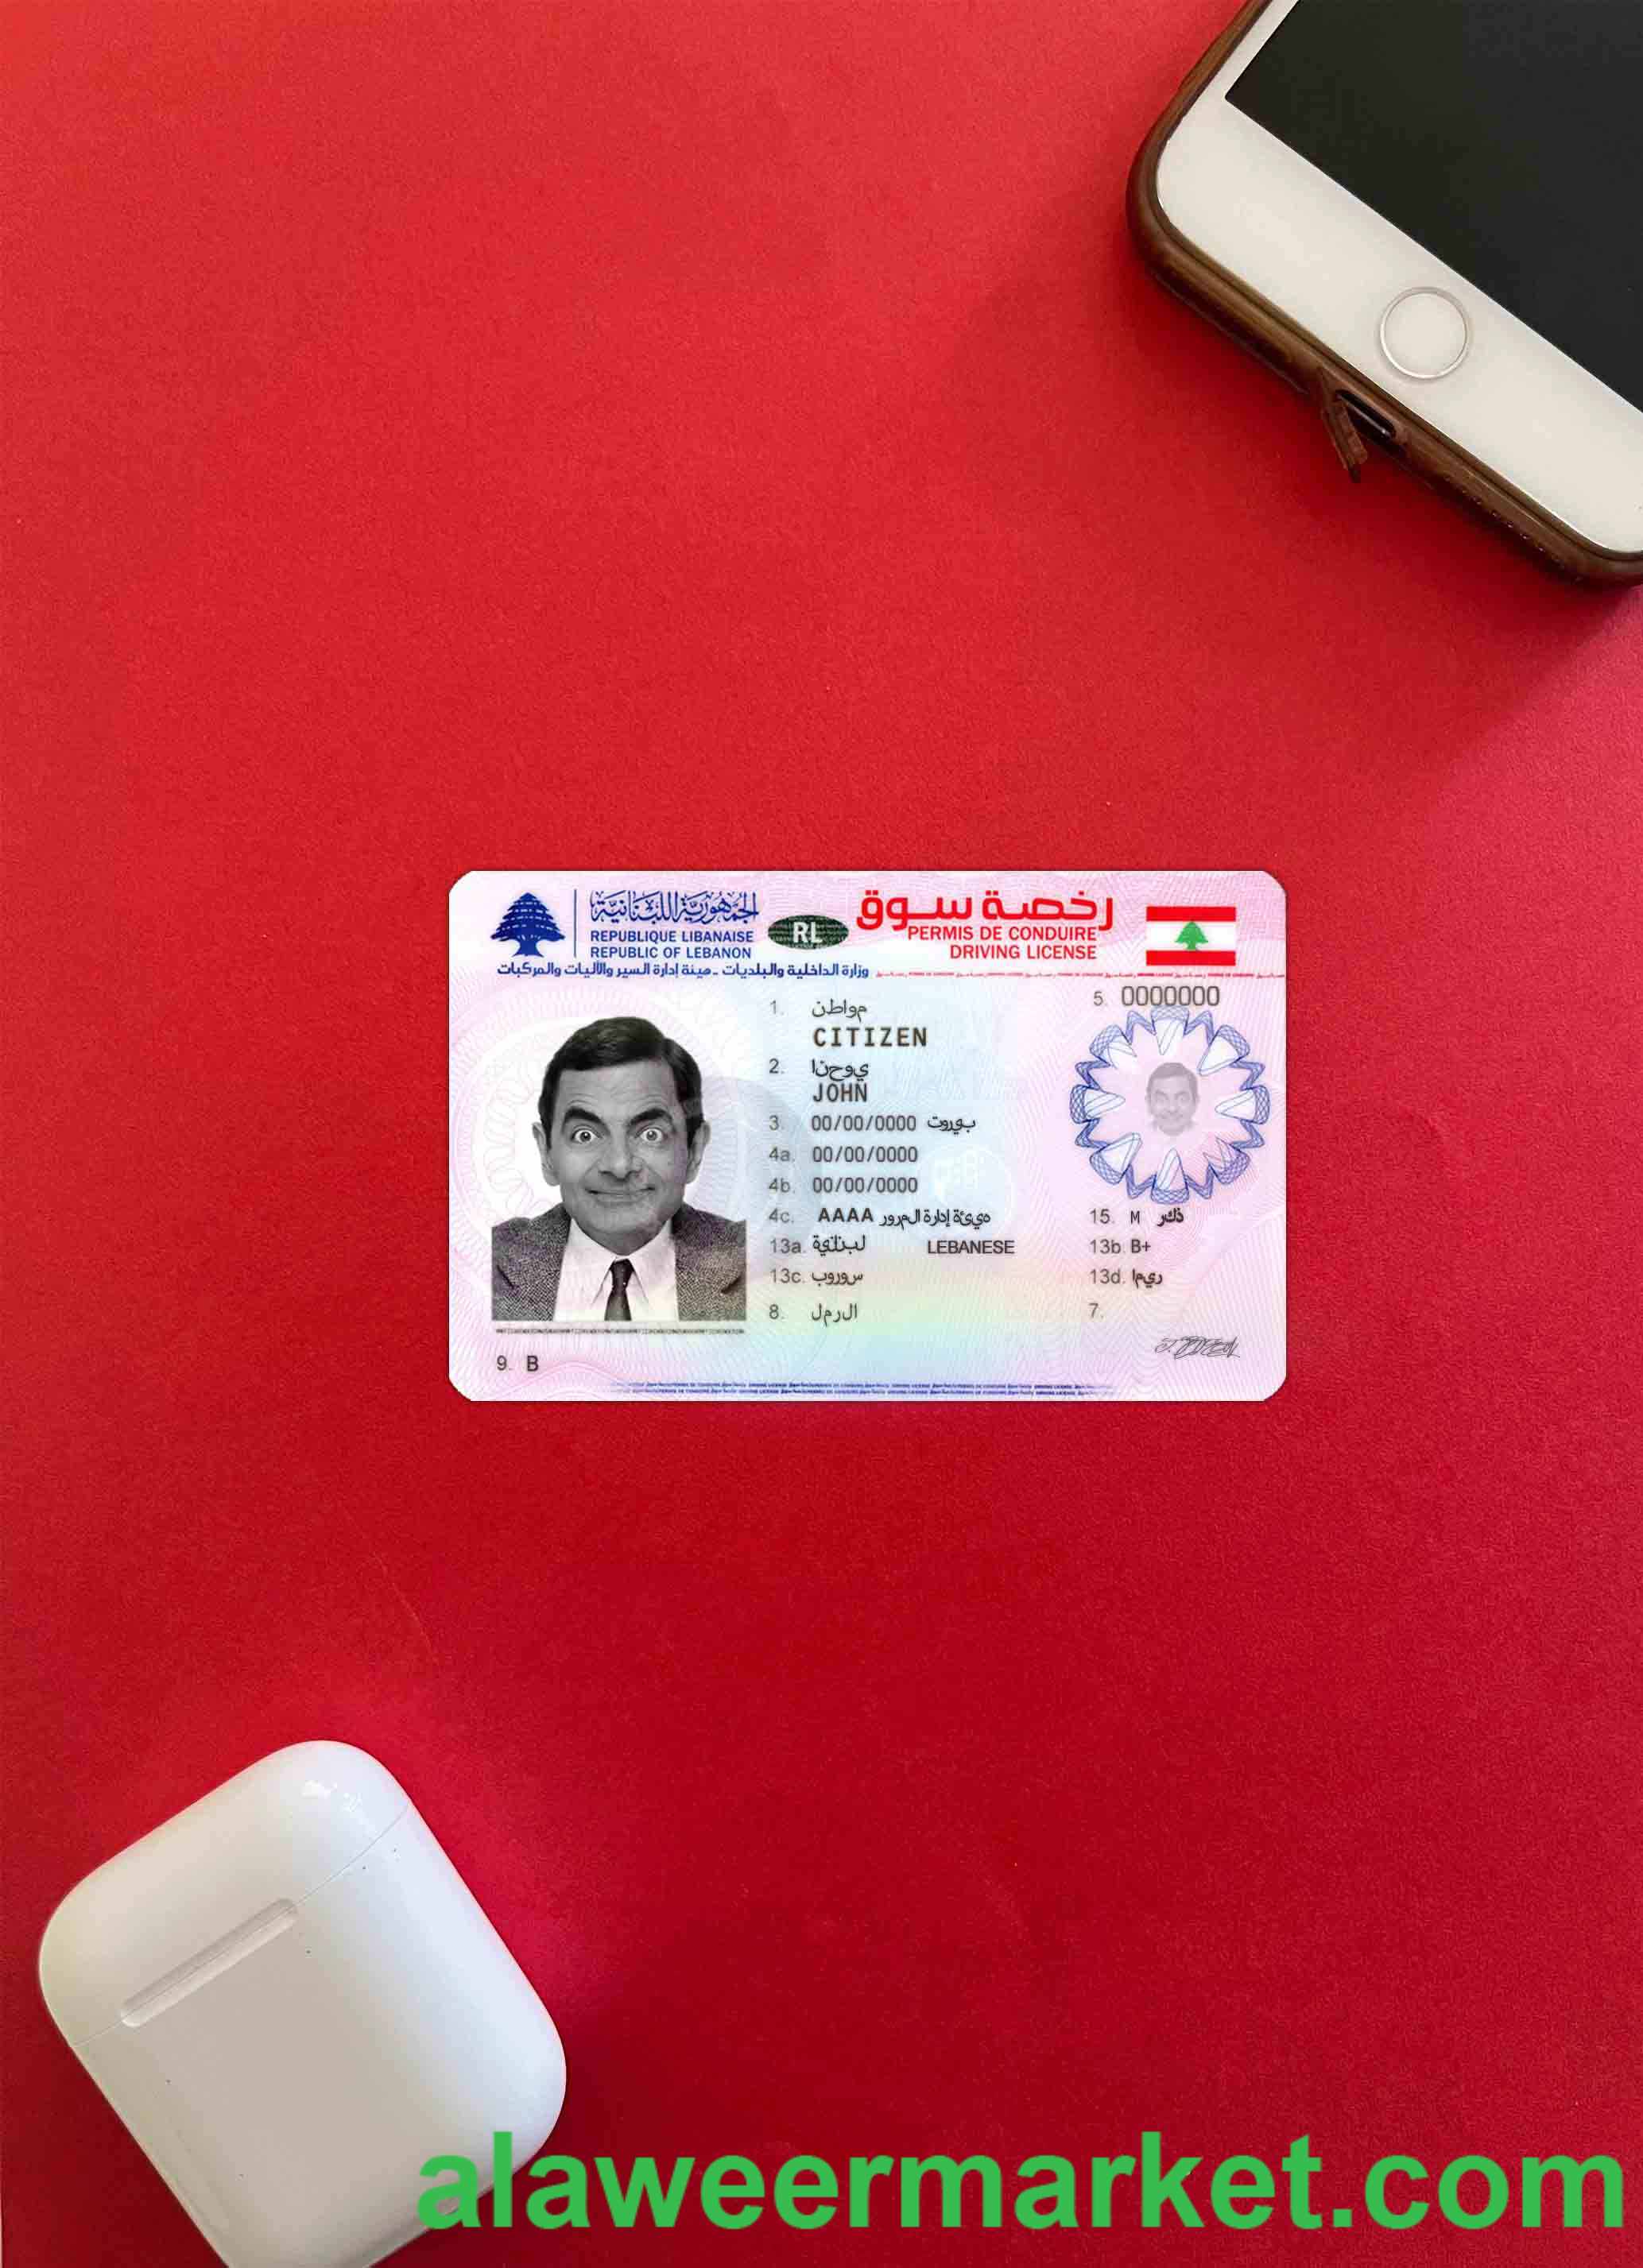 الجمهورية اللبنانية
REPUBLIQUE LIBANAISE
REPUBLIC OF LEBANON
وزارة الداخلية والبلديات - هيئة إدارة السير والآليات والمركبات
RL
رخصة سوق
PERMIS DE CONDUIRE
DRIVING LICENSE
1. مواطن
CITIZEN
5. 0000000
2. يوحنا
JOHN
3. 00/00/0000 بيروت
4a. 00/00/0000
4b. 00/00/0000
4c. AAAA هيئة إدارة المرور
15. M ذكر
13a. لبنلية LEBANESE
13b. B+
13c. سوروب
13d. ريما
8. الرمل
7.
9. B
alaweermarket.com